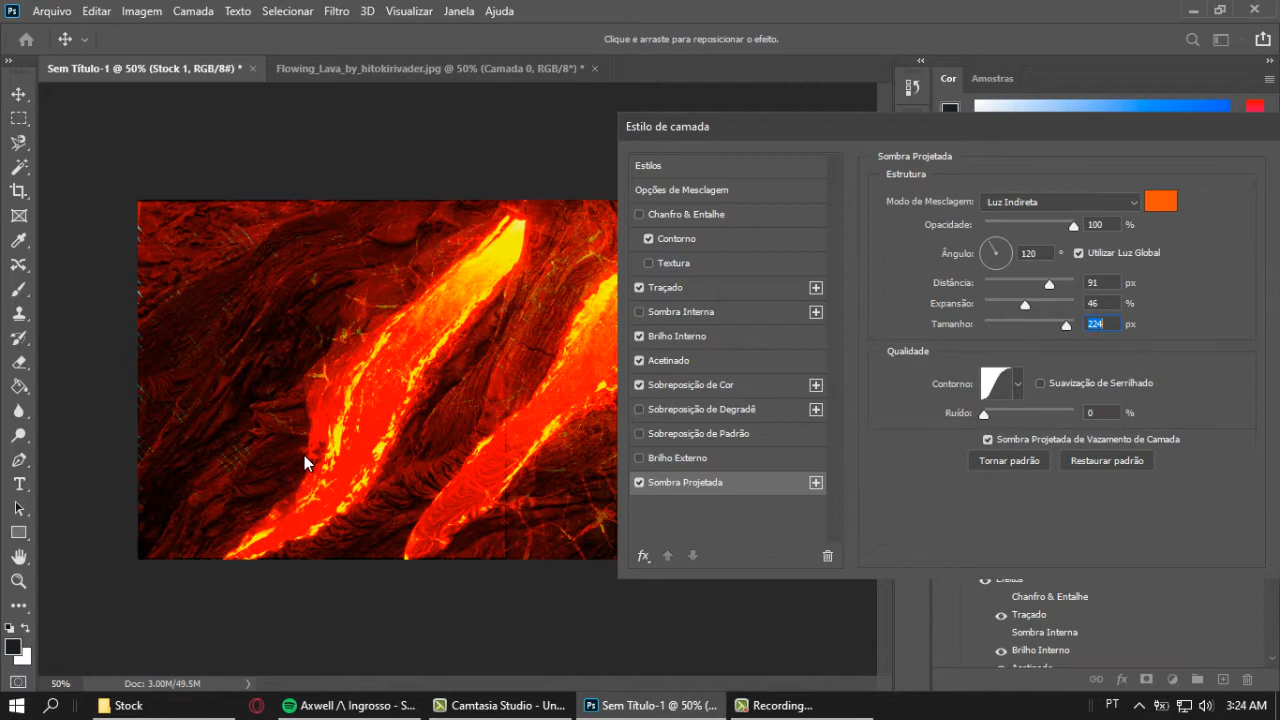 Ps Arquivo Editar Imagem Camada Texto Selecionar Filtro 3D Visualizar Janela Ajuda
Clique e arraste para reposicionar o efeito.
Sem Título-1 @ 50% (Stock 1, RGB/8#) *
Flowing_Lava_by_hitokirivader.jpg @ 50% (Camada 0, RGB/8*) *
Cor Amostras
Estilo de camada
Estilos
Opções de Mesclagem
Chanfro & Entalhe
Contorno
Textura
Traçado
Sombra Interna
Brilho Interno
Acetinado
Sobreposição de Cor
Sobreposição de Degradê
Sobreposição de Padrão
Brilho Externo
Sombra Projetada
fx
Sombra Projetada
Estrutura
Modo de Mesclagem: Luz Indireta
Opacidade: 100 %
Ângulo: 120 ° Utilizar Luz Global
Distância: 91 px
Expansão: 46 %
Tamanho: 224 px
Qualidade
Contorno: Suavização de Serrilhado
Ruído: 0 %
Sombra Projetada de Vazamento de Camada
Tornar padrão Restaurar padrão
Efeitos
Chanfro & Entalhe
Traçado
Sombra Interna
Brilho Interno
Acetinado
fx
50% Doc: 3.00M/49.5M
Stock
Axwell /\ Ingrosso - S...
Camtasia Studio - Un...
Ps Sem Título-1 @ 50% (...
Recording...
PT 3:24 AM